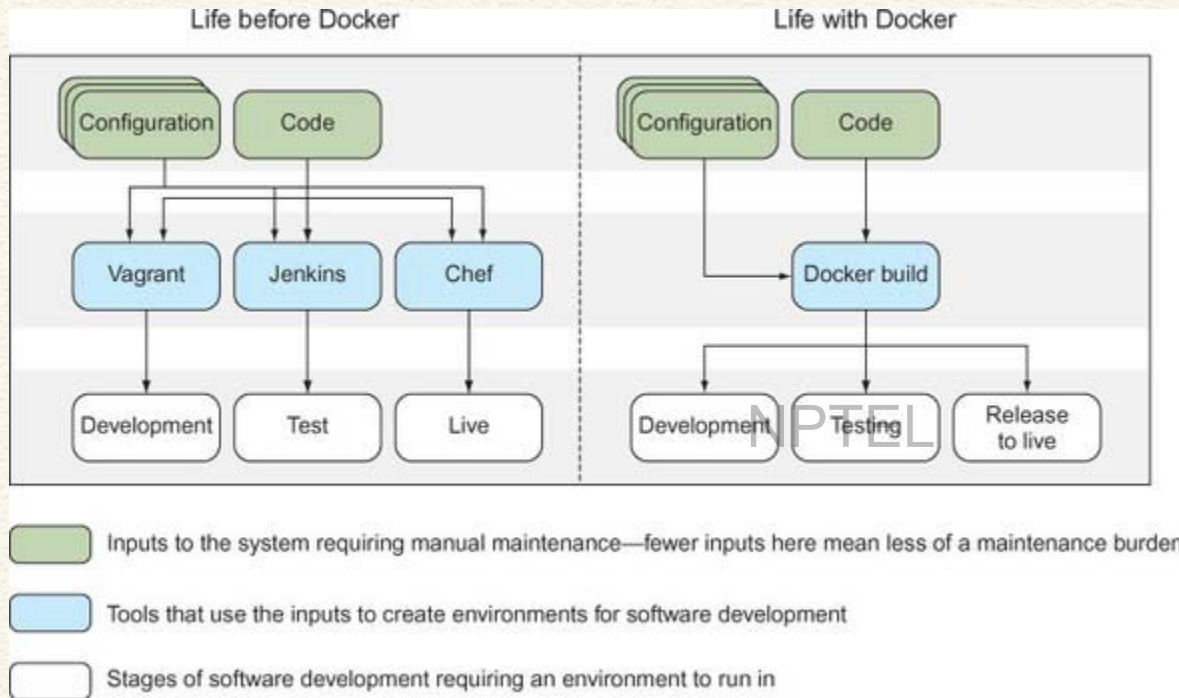 Life before Docker
Life with Docker
Configuration
Code
Configuration
Code
Vagrant
Jenkins
Chef
Docker build
Development
Test
Live
Development
Testing
Release
to live
NPTEL
Inputs to the system requiring manual maintenance—fewer inputs here mean less of a maintenance burden
Tools that use the inputs to create environments for software development
Stages of software development requiring an environment to run in